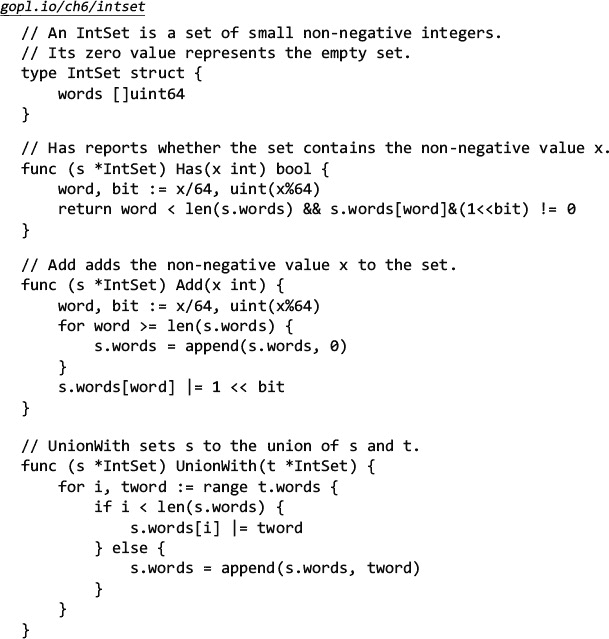 gopl.io/ch6/intset
// An IntSet is a set of small non-negative integers.
// Its zero value represents the empty set.
type IntSet struct {
    words []uint64
}
// Has reports whether the set contains the non-negative value x.
func (s *IntSet) Has(x int) bool {
    word, bit := x/64, uint(x%64)
    return word < len(s.words) && s.words[word]&(1<<bit) != 0
}
// Add adds the non-negative value x to the set.
func (s *IntSet) Add(x int) {
    word, bit := x/64, uint(x%64)
    for word >= len(s.words) {
        s.words = append(s.words, 0)
    }
    s.words[word] |= 1 << bit
}
// UnionWith sets s to the union of s and t.
func (s *IntSet) UnionWith(t *IntSet) {
    for i, tword := range t.words {
        if i < len(s.words) {
            s.words[i] |= tword
        } else {
            s.words = append(s.words, tword)
        }
    }
}